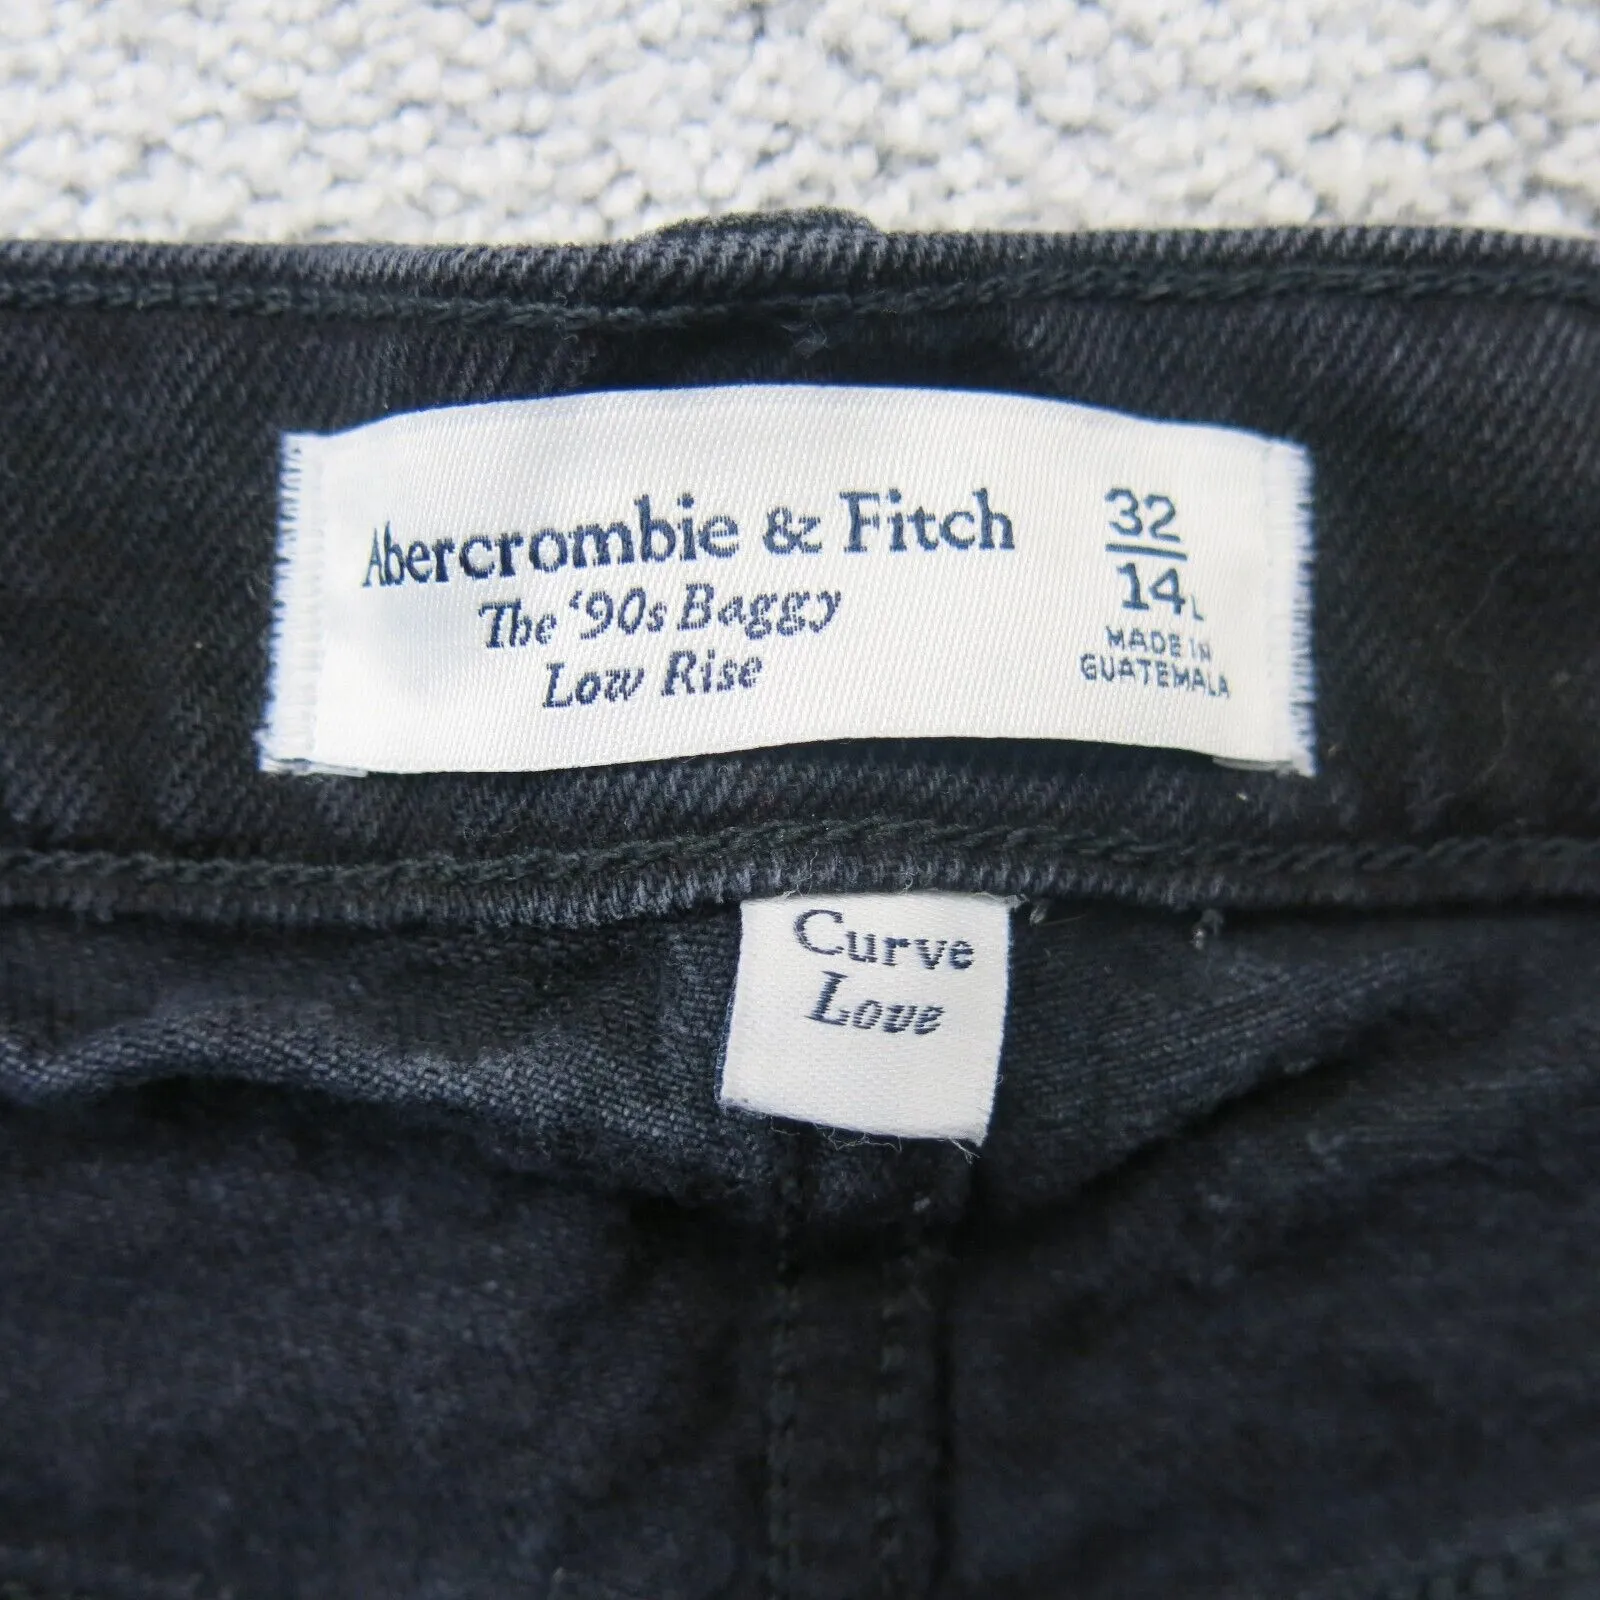 Abercrombie & Fitch
The ‘90s Baggy
Low Rise
32
14L
MADE IN
GUATEMALA
Curve
Love